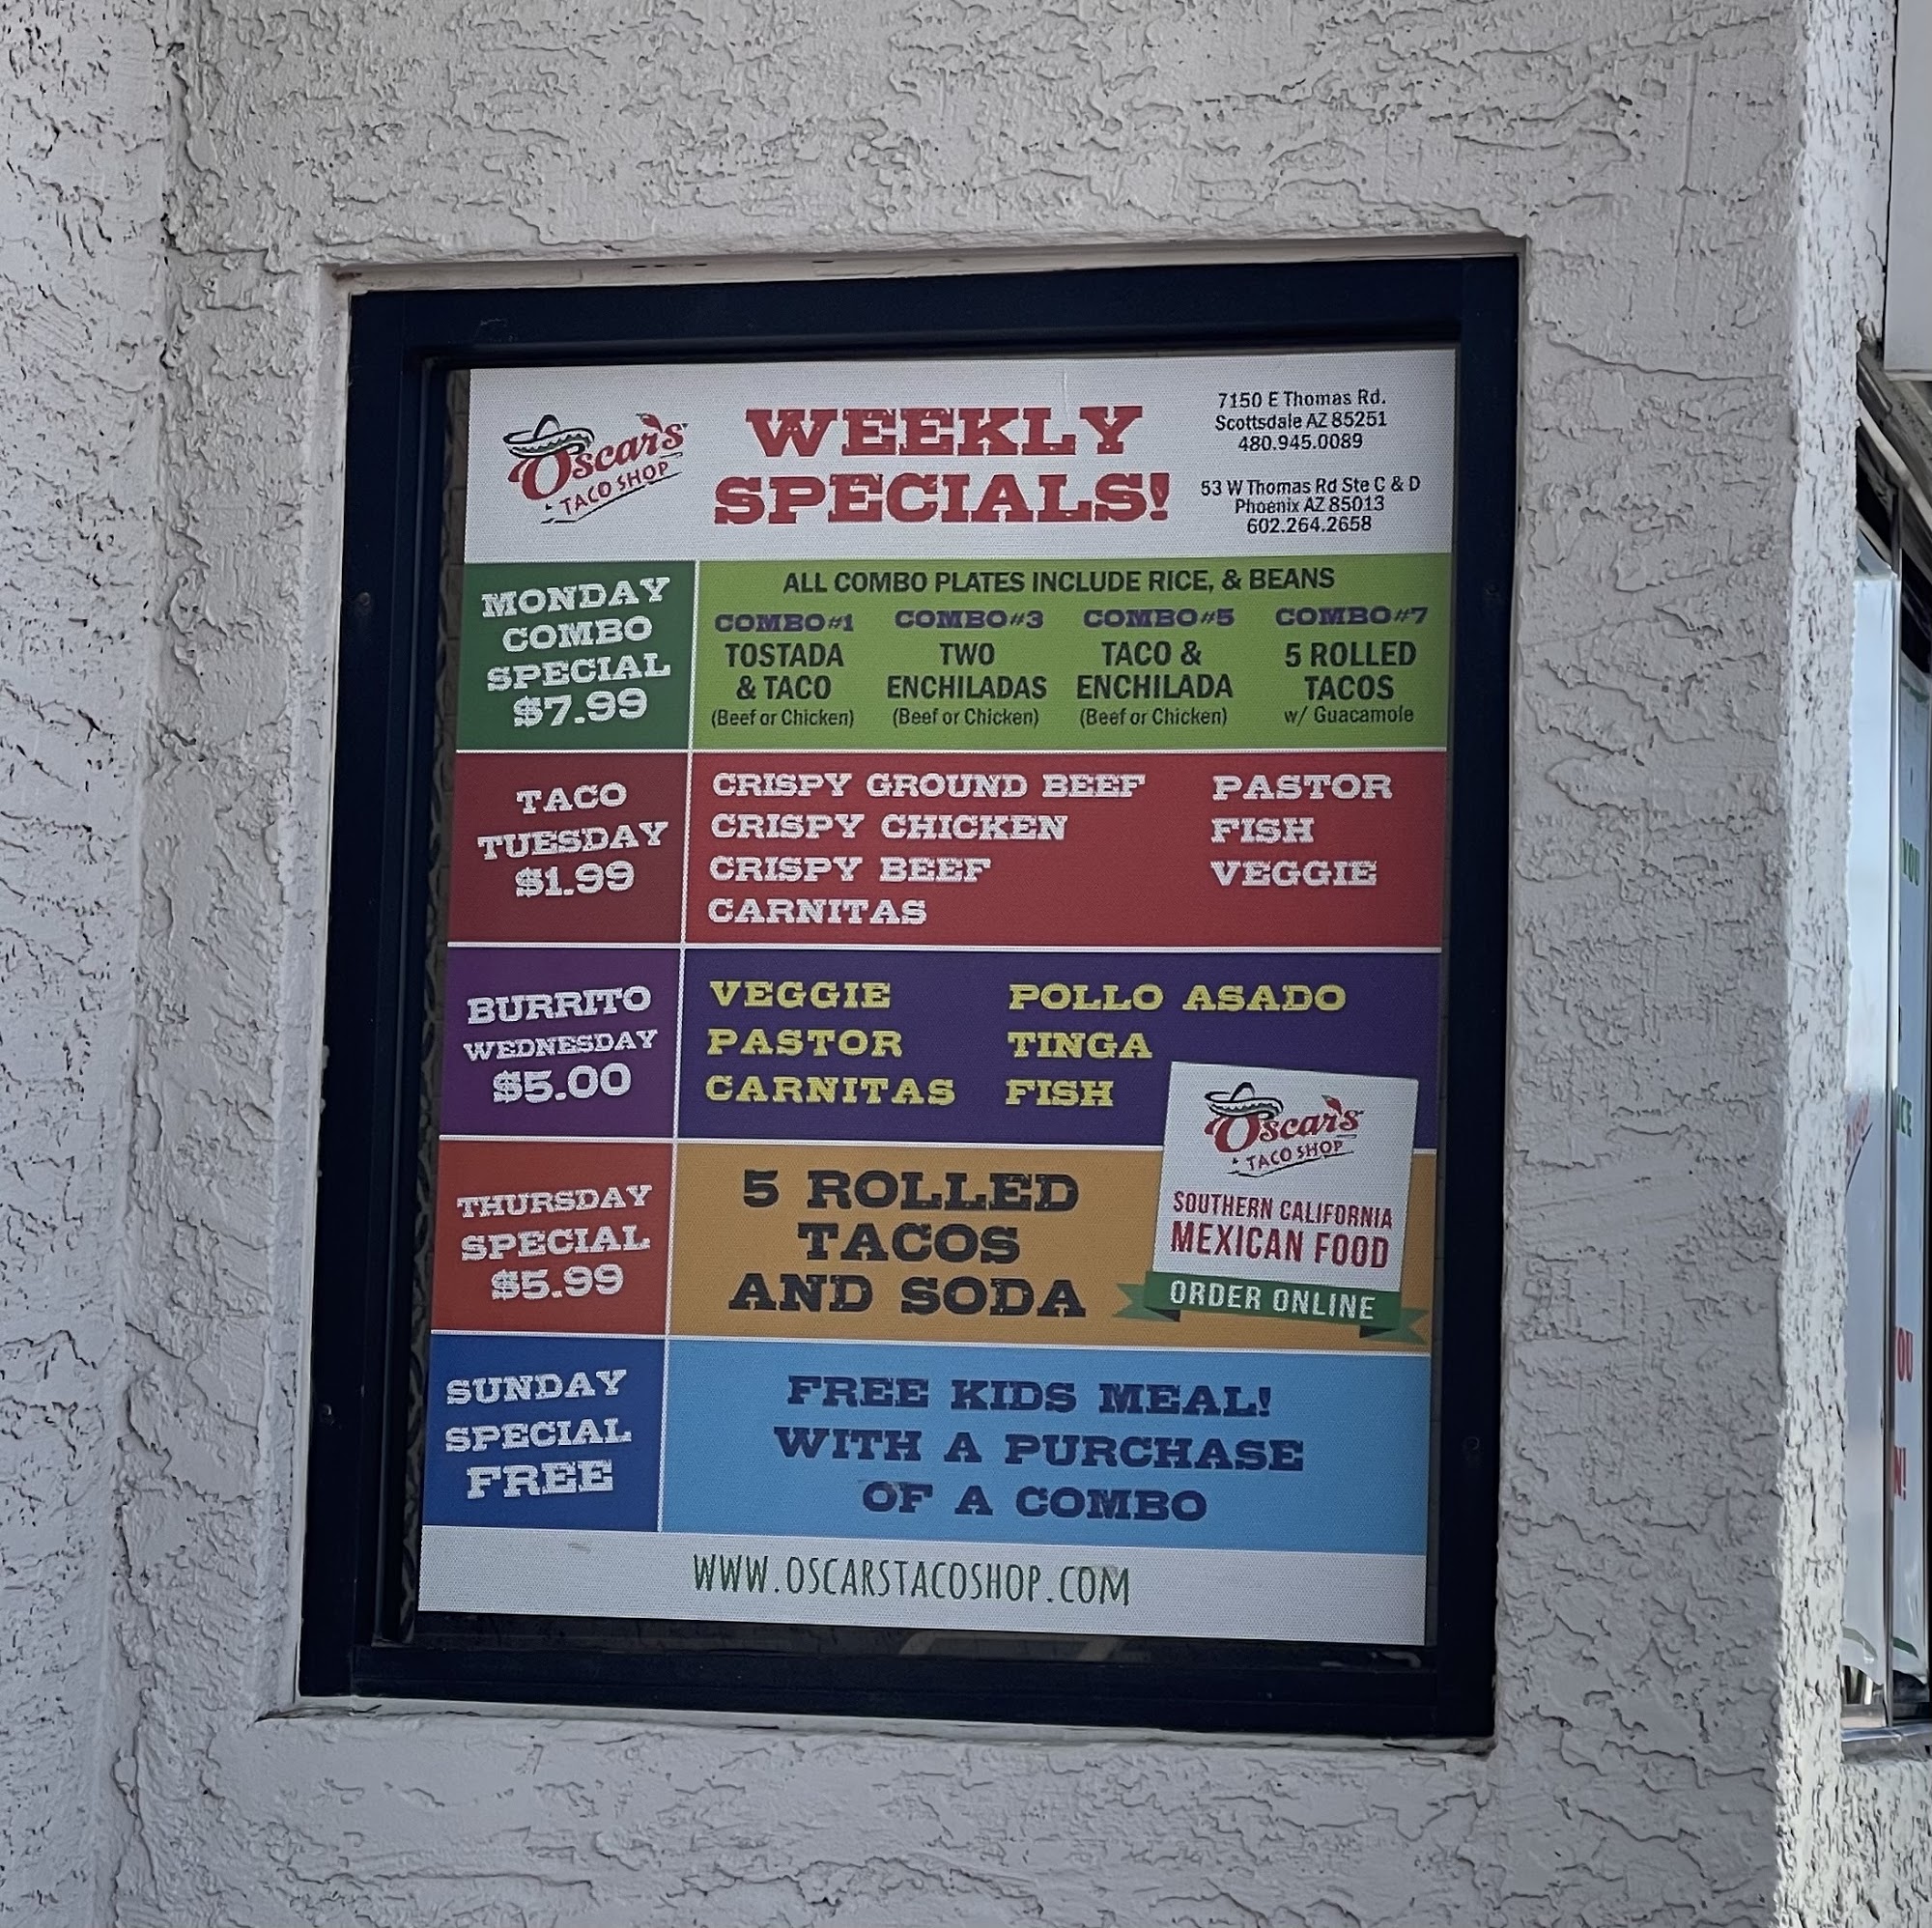 Oscar's
TACO SHOP
WEEKLY
SPECIALS!
7150 E Thomas Rd.
Scottsdale AZ 85251
480.945.0089
53 W Thomas Rd Ste C & D
Phoenix AZ 85013
602.264.2658
MONDAY
COMBO
SPECIAL
$7.99
ALL COMBO PLATES INCLUDE RICE, & BEANS
COMBO#1
TOSTADA
& TACO
(Beef or Chicken)
COMBO#3
TWO
ENCHILADAS
(Beef or Chicken)
COMBO#5
TACO &
ENCHILADA
(Beef or Chicken)
COMBO#7
5 ROLLED
TACOS
w/ Guacamole
TACO
TUESDAY
$1.99
CRISPY GROUND BEEF
CRISPY CHICKEN
CRISPY BEEF
CARNITAS
PASTOR
FISH
VEGGIE
BURRITO
WEDNESDAY
$5.00
VEGGIE
PASTOR
CARNITAS
POLLO ASADO
TINGA
FISH
THURSDAY
SPECIAL
$5.99
5 ROLLED
TACOS
AND SODA
Oscar's
TACO SHOP
SOUTHERN CALIFORNIA
MEXICAN FOOD
ORDER ONLINE
SUNDAY
SPECIAL
FREE
FREE KIDS MEAL!
WITH A PURCHASE
OF A COMBO
WWW.OSCARSTACOSHOP.COM